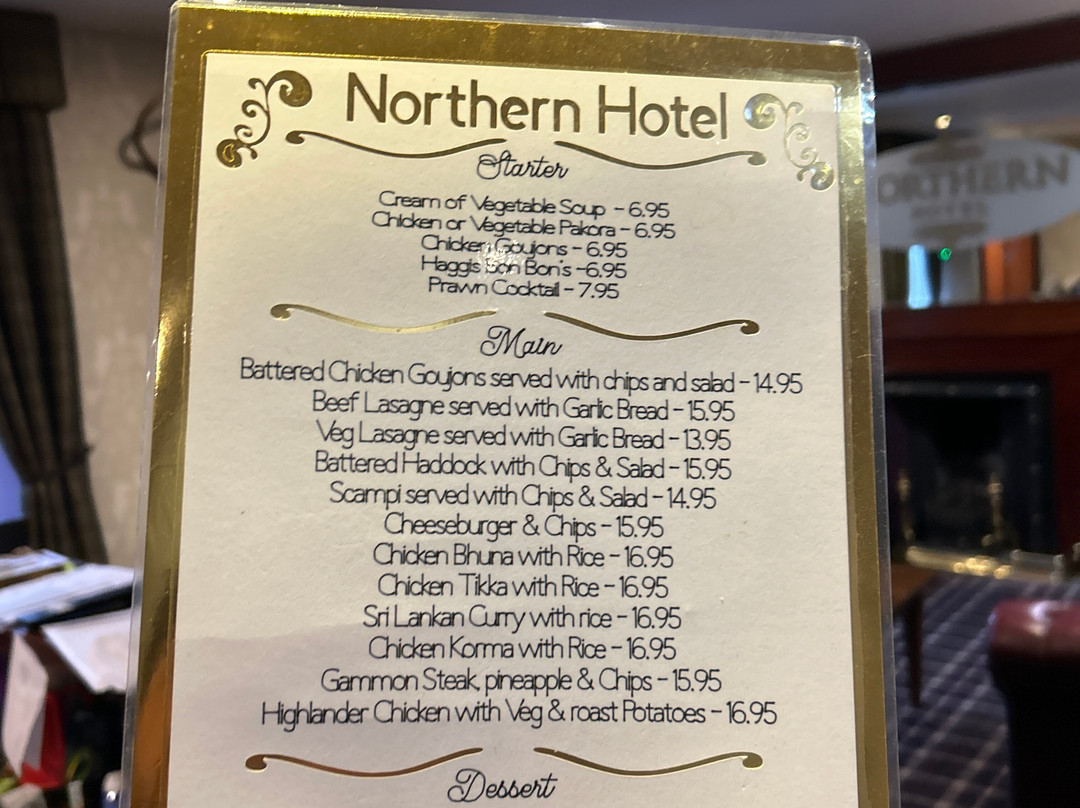 Northern Hotel
Starter
Cream of Vegetable Soup - 6.95
Chicken or Vegetable Pakora - 6.95
Chicken Goujons - 6.95
Haggis Bon Bon's -6.95
Prawn Cocktail - 7.95
Main
Battered Chicken Goujons served with chips and salad - 14.95
Beef Lasagne served with Garlic Bread - 15.95
Veg Lasagne served with Garlic Bread - 13.95
Battered Haddock with Chips & Salad - 15.95
Scampi served with Chips & Salad - 14.95
Cheeseburger & Chips - 15.95
Chicken Bhuna with Rice - 16.95
Chicken Tikka with Rice - 16.95
Sri Lankan Curry with rice - 16.95
Chicken Korma with Rice - 16.95
Gammon Steak, pineapple & Chips - 15.95
Highlander Chicken with Veg & roast Potatoes - 16.95
Dessert
ORTHERN
HOTEL